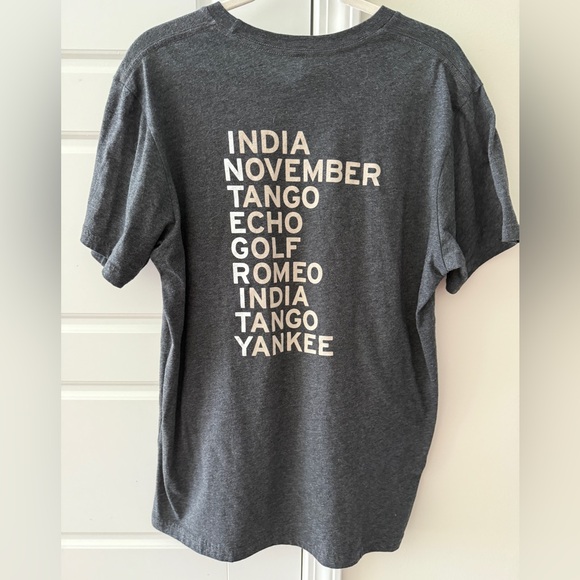 INDIA
NOVEMBER
TANGO
ECHO
GOLF
ROMEO
INDIA
TANGO
YANKEE